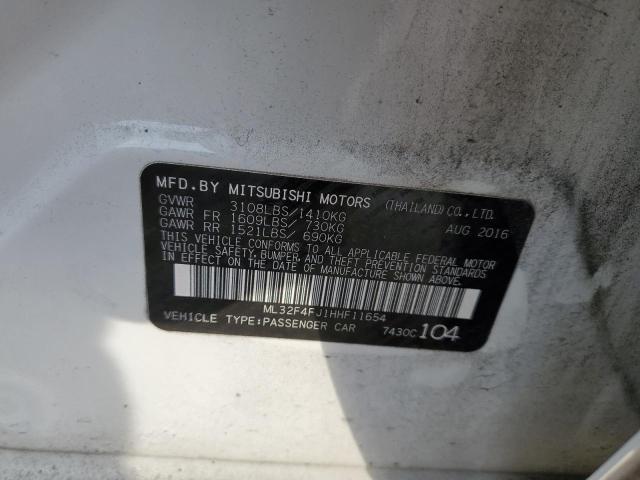 MFD.BY MITSUBISHI MOTORS (THAILAND) CO., LTD.
GVWR 3108LBS/1410KG AUG 2016
GAWR FR 1609LBS/ 730KG
GAWR RR 1521LBS/ 690KG
THIS VEHICLE CONFORMS TO ALL APPLICABLE FEDERAL MOTOR
VEHICLE SAFETY, BUMPER, AND THEFT PREVENTION STANDARDS
IN EFFECT ON THE DATE OF MANUFACTURE SHOWN ABOVE.
ML32F4FJ1HHF11654
VEHICLE TYPE:PASSENGER CAR 7430C 104